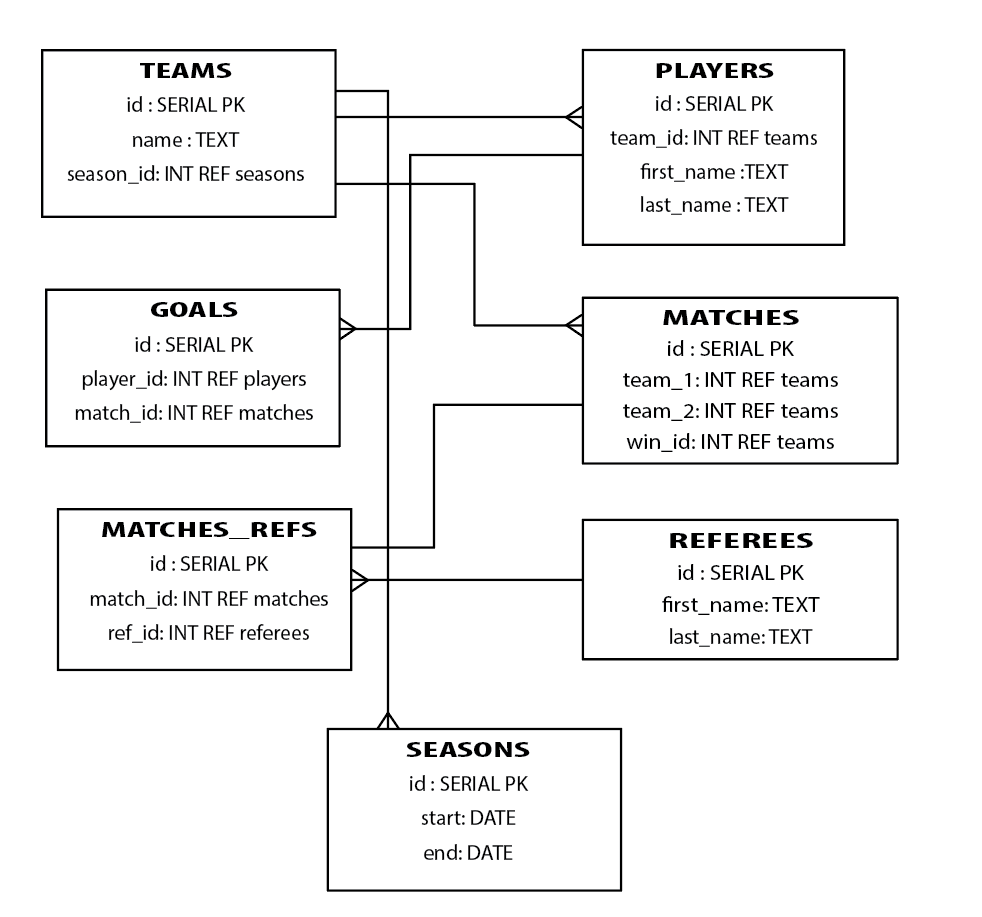 TEAMS
id : SERIAL PK
name : TEXT
season_id: INT REF seasons
PLAYERS
id : SERIAL PK
team_id: INT REF teams
first_name :TEXT
last_name : TEXT
GOALS
id : SERIAL PK
player_id: INT REF players
match_id: INT REF matches
MATCHES
id : SERIAL PK
team_1: INT REF teams
team_2: INT REF teams
win_id: INT REF teams
MATCHES_REFS
id : SERIAL PK
match_id: INT REF matches
ref_id: INT REF referees
REFEREES
id : SERIAL PK
first_name: TEXT
last_name: TEXT
SEASONS
id : SERIAL PK
start: DATE
end: DATE